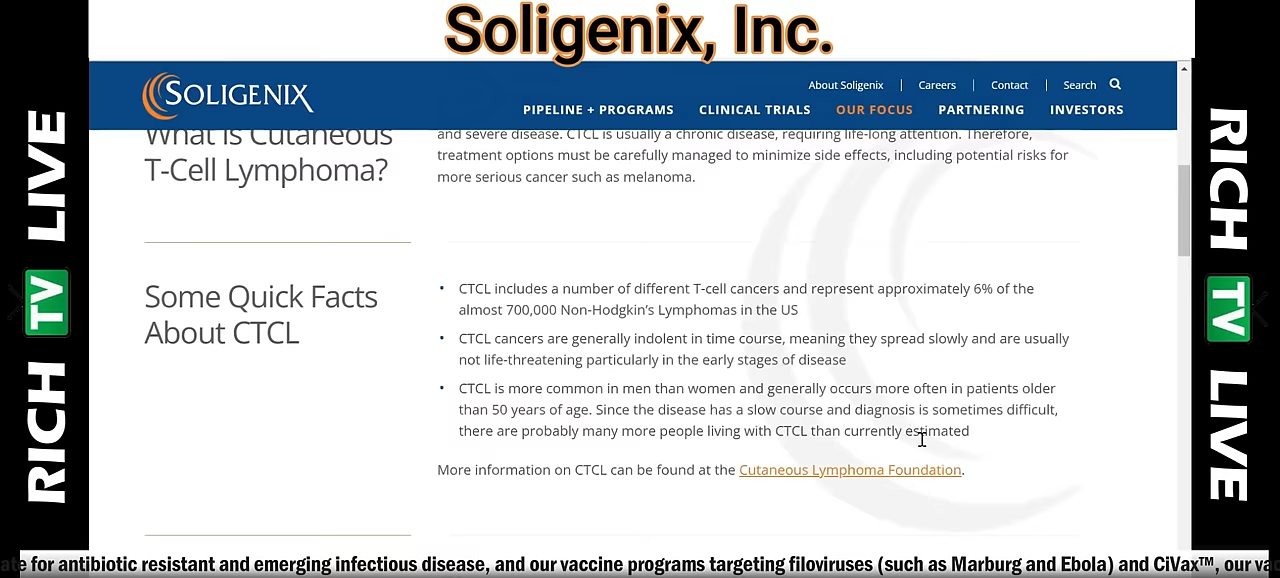 Soligenix, Inc.
SOLIGENIX
About Soligenix | Careers | Contact | Search
PIPELINE + PROGRAMS CLINICAL TRIALS OUR FOCUS PARTNERING INVESTORS
What is Cutaneous
T-Cell Lymphoma?
and severe disease. CTCL is usually a chronic disease, requiring life-long attention. Therefore,
treatment options must be carefully managed to minimize side effects, including potential risks for
more serious cancer such as melanoma.
Some Quick Facts
About CTCL
• CTCL includes a number of different T-cell cancers and represent approximately 6% of the
almost 700,000 Non-Hodgkin's Lymphomas in the US
• CTCL cancers are generally indolent in time course, meaning they spread slowly and are usually
not life-threatening particularly in the early stages of disease
• CTCL is more common in men than women and generally occurs more often in patients older
than 50 years of age. Since the disease has a slow course and diagnosis is sometimes difficult,
there are probably many more people living with CTCL than currently estimated
More information on CTCL can be found at the Cutaneous Lymphoma Foundation.
RICH TV LIVE
RICH TV LIVE
for antibiotic resistant and emerging infectious disease, and our vaccine programs targeting filoviruses (such as Marburg and Ebola) and CiVax™, our